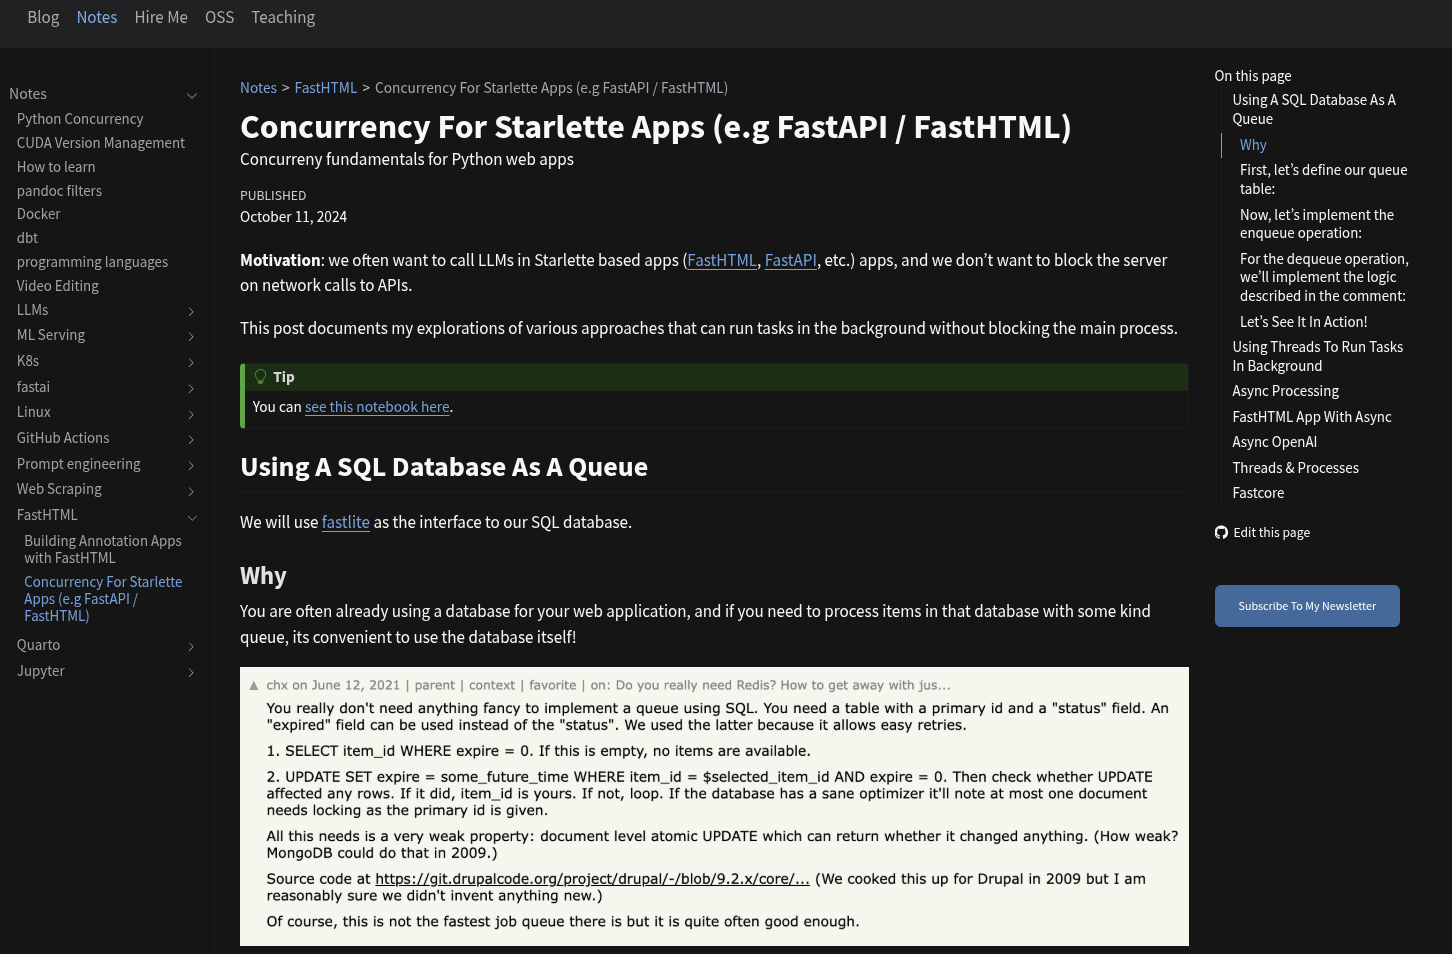 Blog Notes Hire Me OSS Teaching
Notes
Python Concurrency
CUDA Version Management
How to learn
pandoc filters
Docker
dbt
programming languages
Video Editing
LLMs
ML Serving
K8s
fastai
Linux
GitHub Actions
Prompt engineering
Web Scraping
FastHTML
Building Annotation Apps
with FastHTML
Concurrency For Starlette
Apps (e.g FastAPI /
FastHTML)
Quarto
Jupyter
Notes > FastHTML > Concurrency For Starlette Apps (e.g FastAPI / FastHTML)
Concurrency For Starlette Apps (e.g FastAPI / FastHTML)
Concurreny fundamentals for Python web apps
PUBLISHED
October 11, 2024
Motivation: we often want to call LLMs in Starlette based apps (FastHTML, FastAPI, etc.) apps, and we don’t want to block the server
on network calls to APIs.
This post documents my explorations of various approaches that can run tasks in the background without blocking the main process.
Tip
You can see this notebook here.
Using A SQL Database As A Queue
We will use fastlite as the interface to our SQL database.
Why
You are often already using a database for your web application, and if you need to process items in that database with some kind
queue, its convenient to use the database itself!
▲ chx on June 12, 2021 | parent | context | favorite | on: Do you really need Redis? How to get away with jus...
You really don't need anything fancy to implement a queue using SQL. You need a table with a primary id and a "status" field. An
"expired" field can be used instead of the "status". We used the latter because it allows easy retries.
1. SELECT item_id WHERE expire = 0. If this is empty, no items are available.
2. UPDATE SET expire = some_future_time WHERE item_id = $selected_item_id AND expire = 0. Then check whether UPDATE
affected any rows. If it did, item_id is yours. If not, loop. If the database has a sane optimizer it'll note at most one document
needs locking as the primary id is given.
All this needs is a very weak property: document level atomic UPDATE which can return whether it changed anything. (How weak?
MongoDB could do that in 2009.)
Source code at https://git.drupalcode.org/project/drupal/-/blob/9.2.x/core/... (We cooked this up for Drupal in 2009 but I am
reasonably sure we didn't invent anything new.)
Of course, this is not the fastest job queue there is but it is quite often good enough.
On this page
Using A SQL Database As A
Queue
Why
First, let’s define our queue
table:
Now, let’s implement the
enqueue operation:
For the dequeue operation,
we’ll implement the logic
described in the comment:
Let’s See It In Action!
Using Threads To Run Tasks
In Background
Async Processing
FastHTML App With Async
Async OpenAI
Threads & Processes
Fastcore
Edit this page
Subscribe To My Newsletter